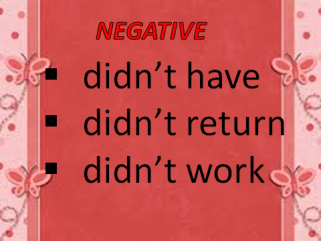 NEGATIVE
▪ didn't have
▪ didn't return
▪ didn't work